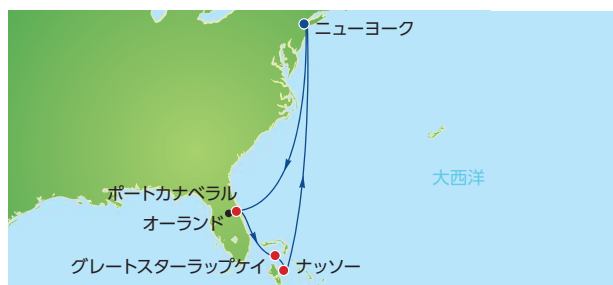 ニューヨーク
大西洋
ポートカナベラル
オーランド
グレートスターラップケイ
ナッソー